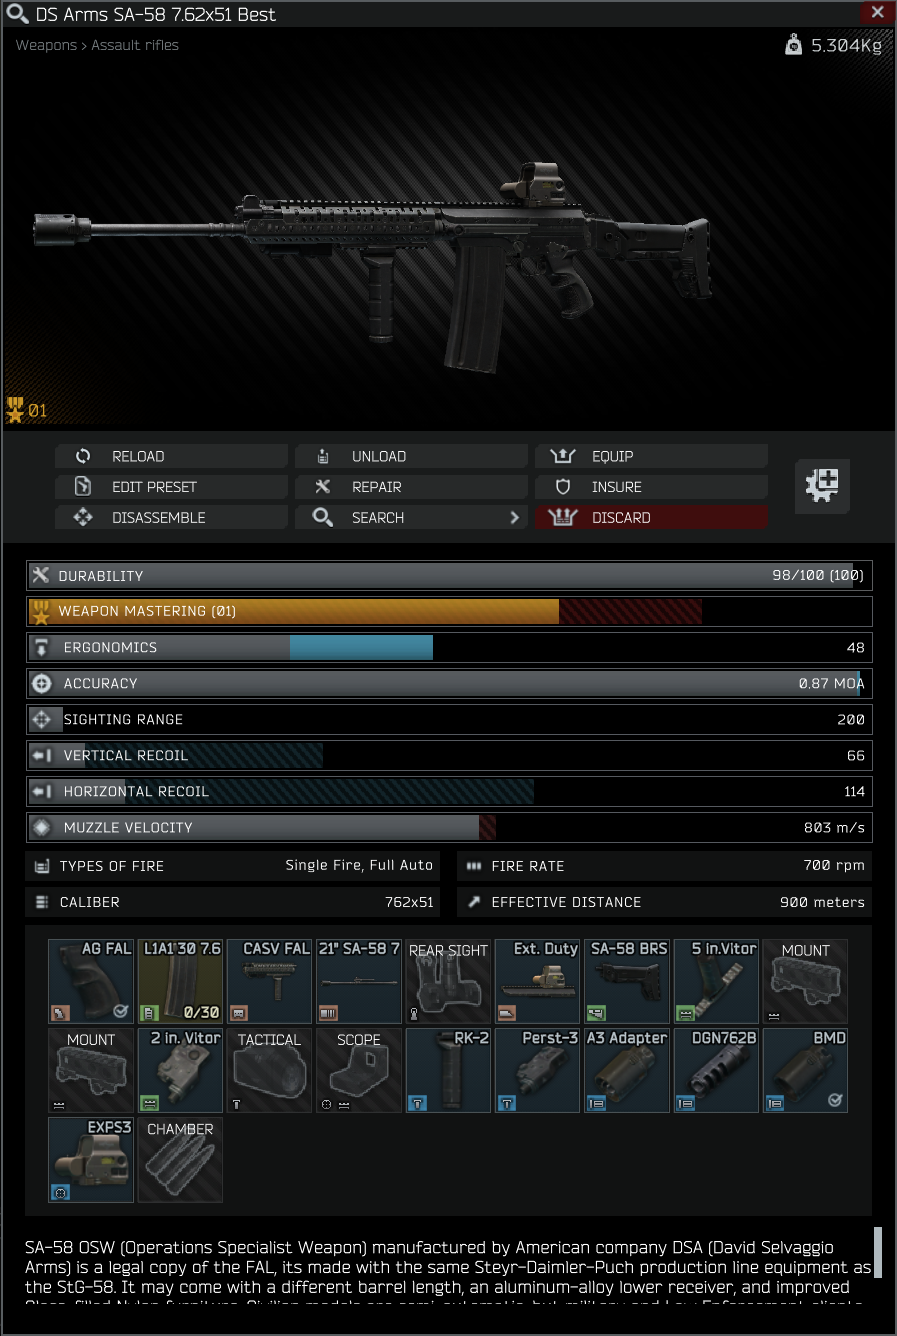 DS Arms SA-58 7.62x51 Best
Weapons > Assault rifles
5.304Kg
01
RELOAD
UNLOAD
EQUIP
EDIT PRESET
REPAIR
INSURE
DISASSEMBLE
SEARCH
DISCARD
DURABILITY 98/100 (100)
WEAPON MASTERING (01)
ERGONOMICS 48
ACCURACY 0.87 MOA
SIGHTING RANGE 200
VERTICAL RECOIL 66
HORIZONTAL RECOIL 114
MUZZLE VELOCITY 803 m/s
TYPES OF FIRE Single Fire, Full Auto
FIRE RATE 700 rpm
CALIBER 762x51
EFFECTIVE DISTANCE 900 meters
AG FAL
L1A1"30 7.6
0/30
CASV FAL
21" SA-58 7
REAR SIGHT
Ext. Duty
SA-58 BRS
5 in.Vitor
MOUNT
MOUNT
2 in. Vitor
TACTICAL
SCOPE
RK-2
Perst-3
A3 Adapter
DGN762B
BMD
EXPS3
CHAMBER
SA-58 OSW (Operations Specialist Weapon) manufactured by American company DSA (David Selvaggio
Arms) is a legal copy of the FAL, its made with the same Steyr-Daimler-Puch production line equipment as
the StG-58. It may come with a different barrel length, an aluminum-alloy lower receiver, and improved